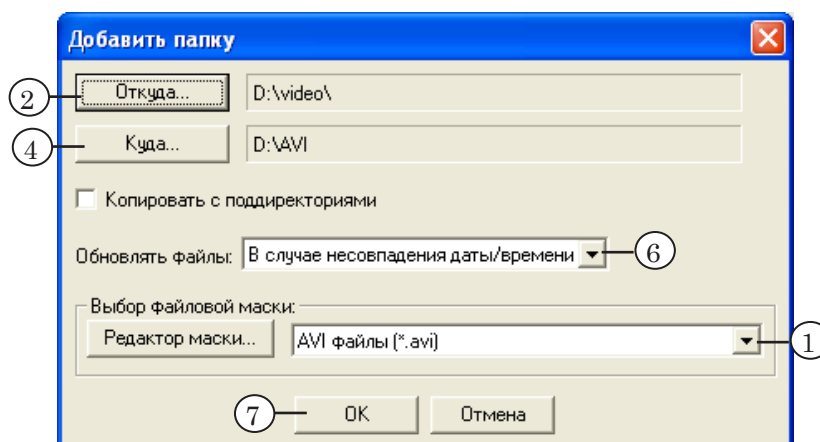 Добавить папку
2 Откуда... D:\video\
4 Куда... D:\AVI
Копировать с поддиректориями
Обновлять файлы: В случае несовпадения даты/времени 6
Выбор файловой маски:
Редактор маски... AVI файлы (*.avi) 1
7 OK Отмена